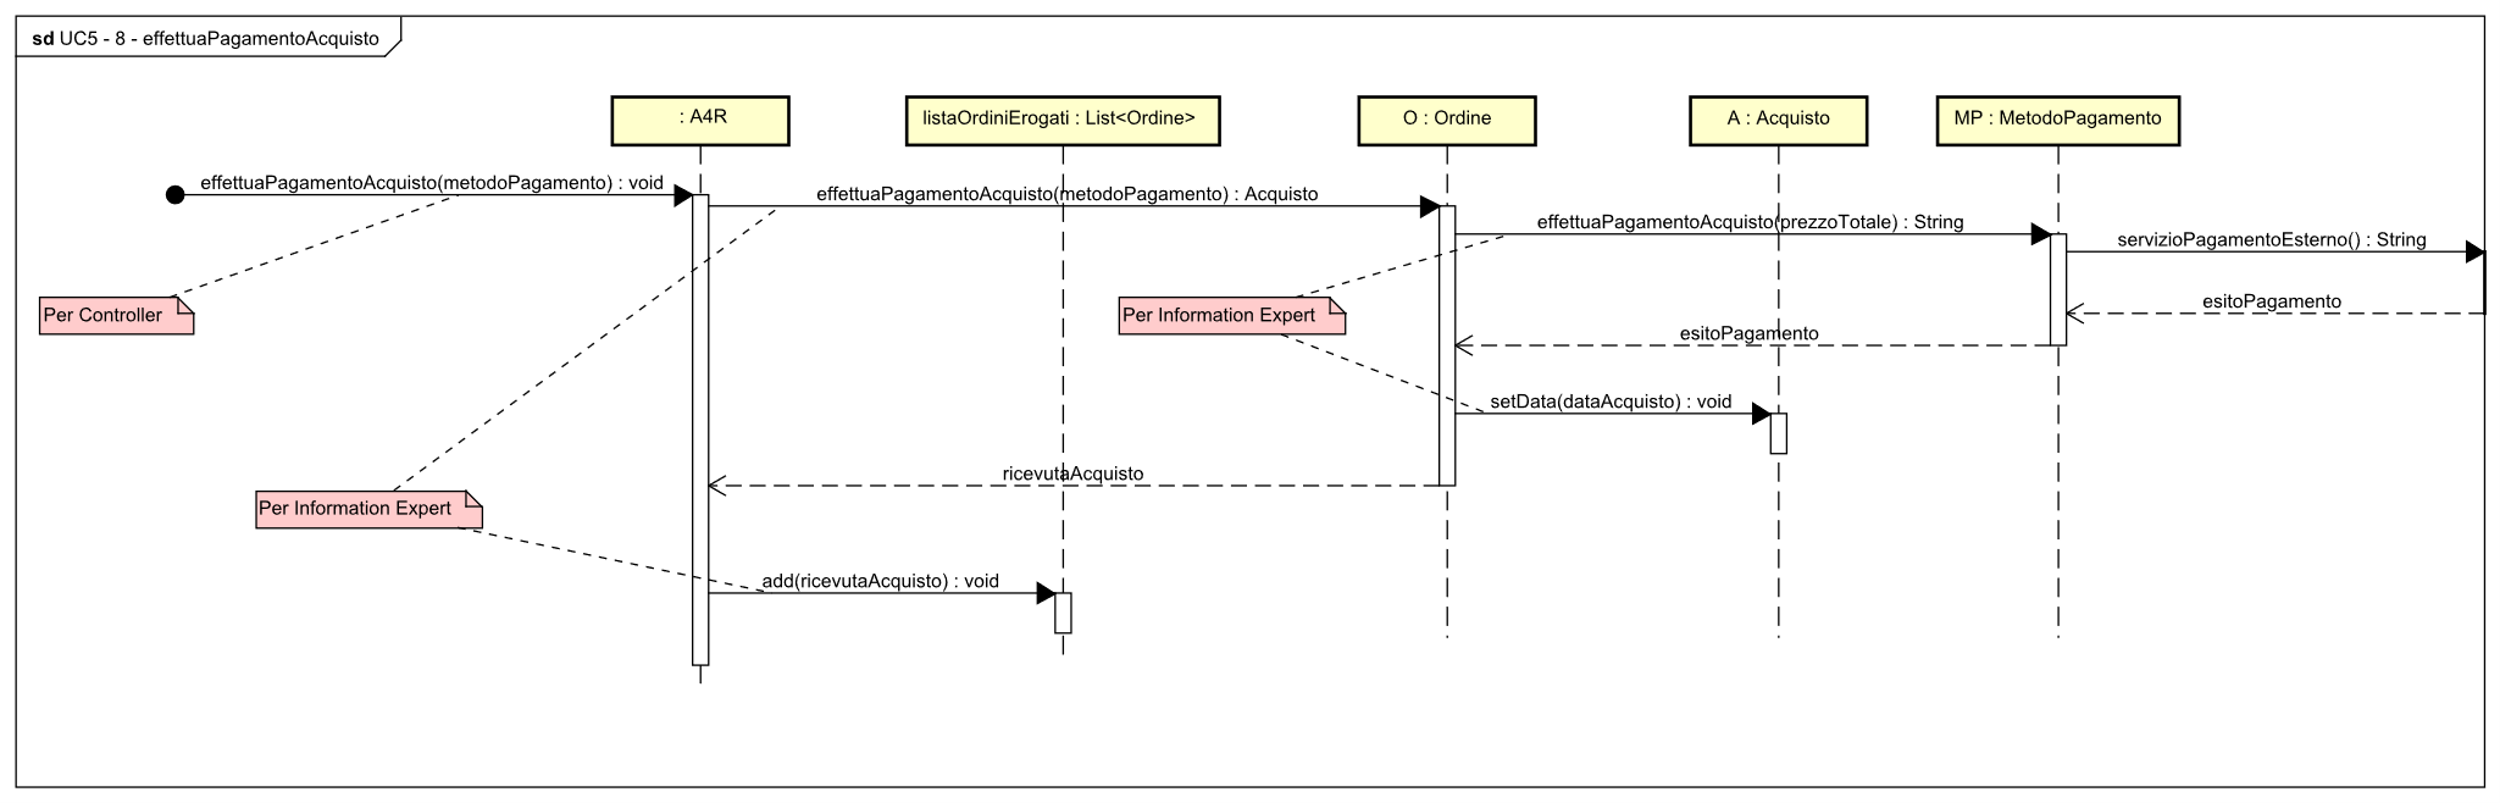 sd UC5 - 8 - effettuaPagamentoAcquisto
: A4R
listaOrdiniErogati : List<Ordine>
O : Ordine
A : Acquisto
MP : MetodoPagamento
effettuaPagamentoAcquisto(metodoPagamento) : void
effettuaPagamentoAcquisto(metodoPagamento) : Acquisto
effettuaPagamentoAcquisto(prezzoTotale) : String
servizioPagamentoEsterno() : String
Per Controller
Per Information Expert
esitoPagamento
esitoPagamento
setData(dataAcquisto) : void
ricevutaAcquisto
Per Information Expert
add(ricevutaAcquisto) : void